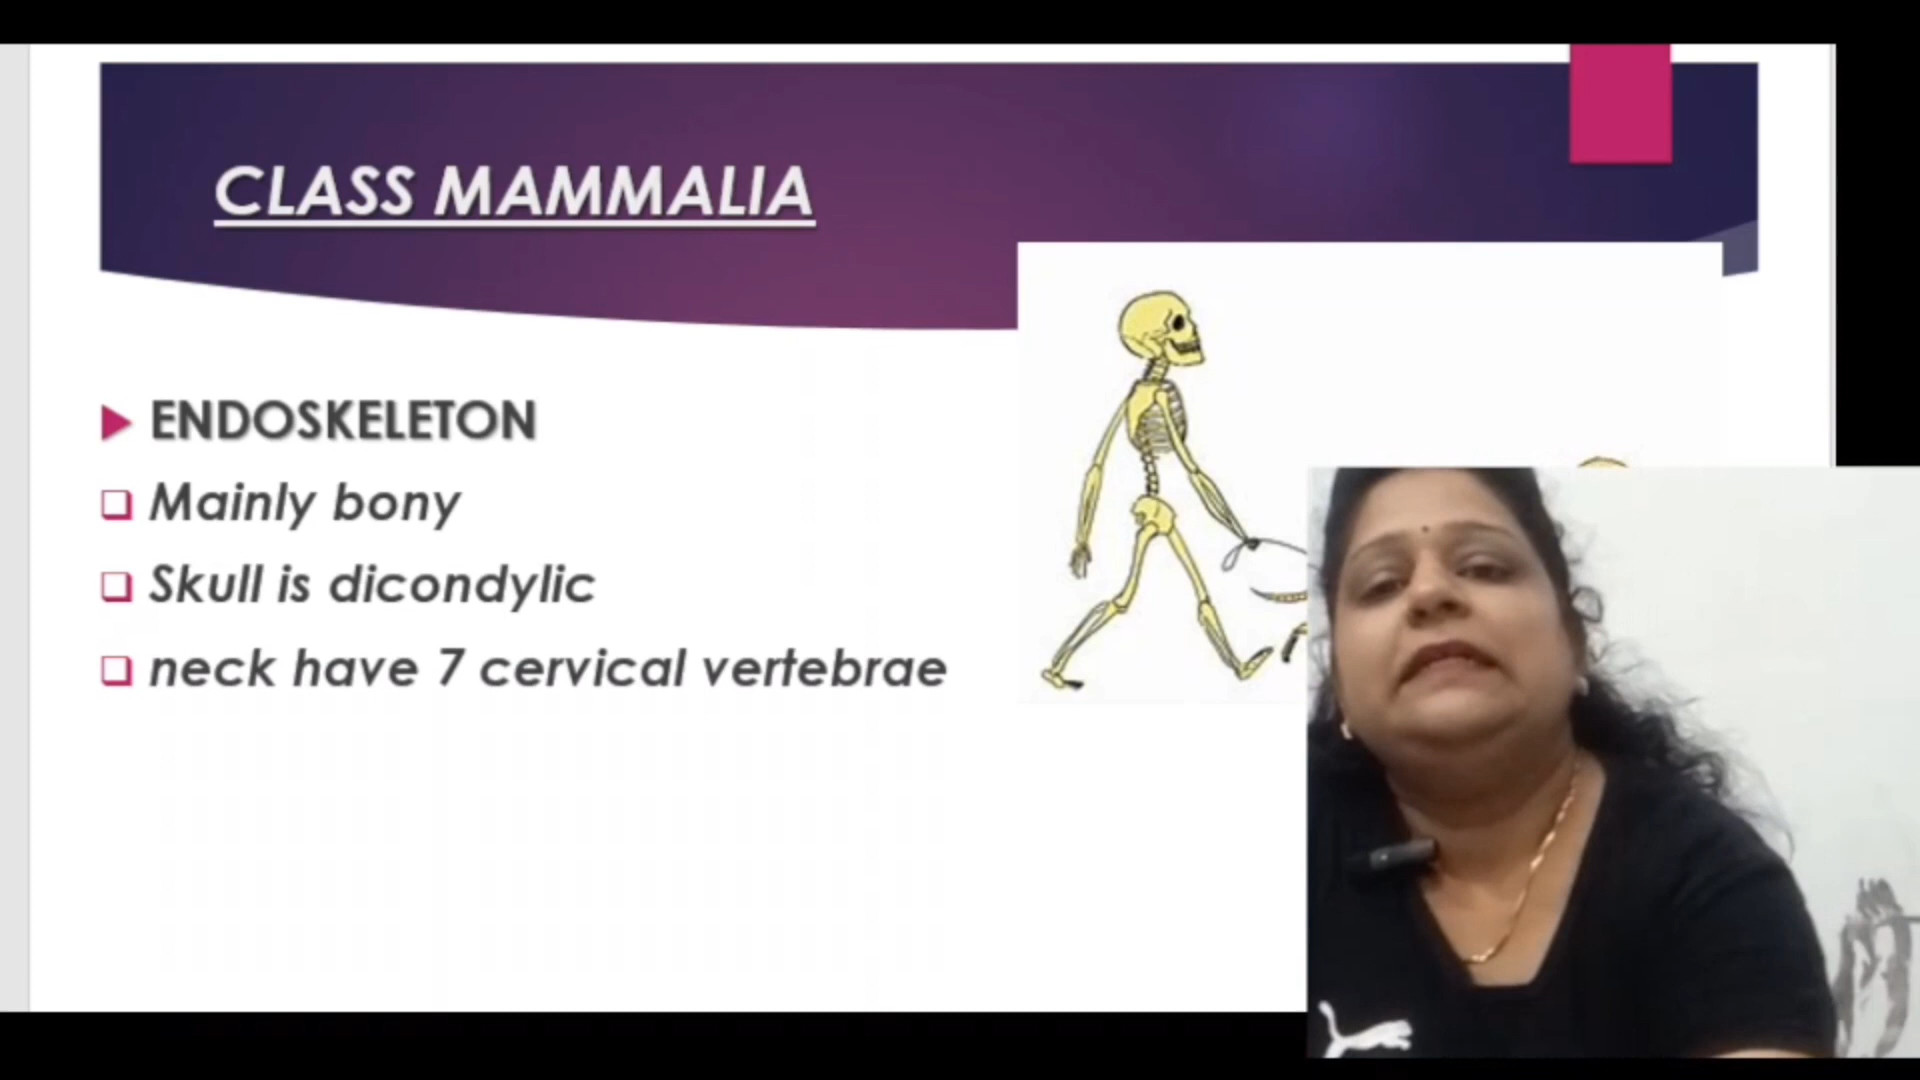 CLASS MAMMALIA
ENDOSKELETON
Mainly bony
Skull is dicondylic
neck have 7 cervical vertebrae